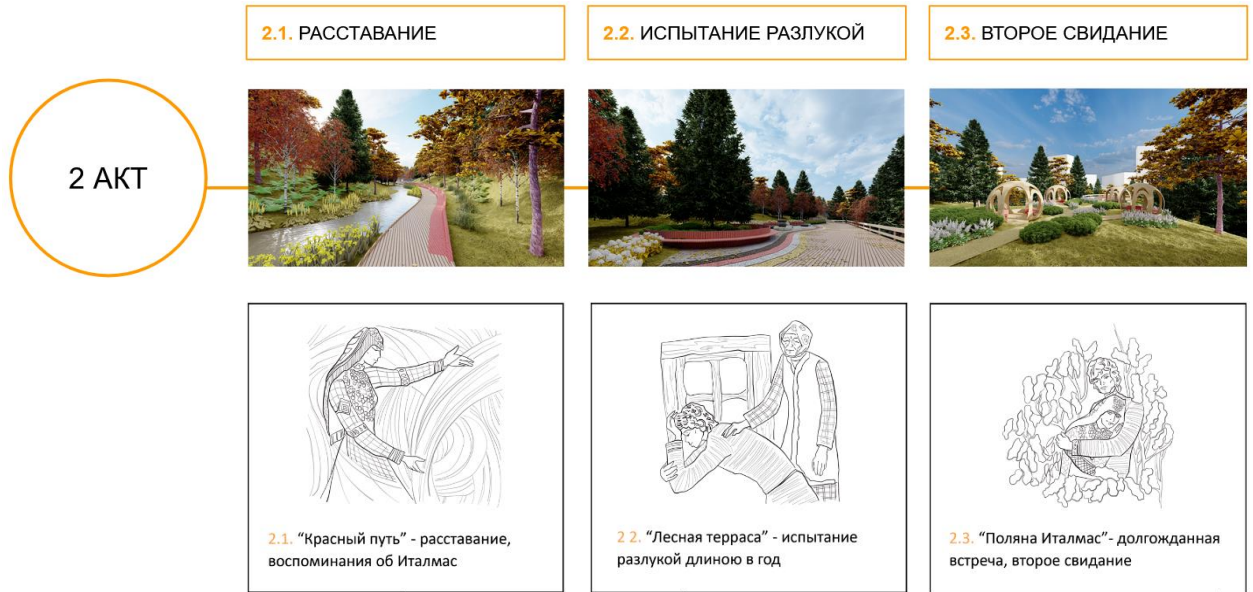 2.1. РАССТАВАНИЕ
2.2. ИСПЫТАНИЕ РАЗЛУКОЙ
2.3. ВТОРОЕ СВИДАНИЕ
2 АКТ
2.1. “Красный путь” - расставание,
воспоминания об Италмас
2 2. “Лесная терраса” - испытание
разлукой длиною в год
2.3. “Поляна Италмас”- долгожданная
встреча, второе свидание